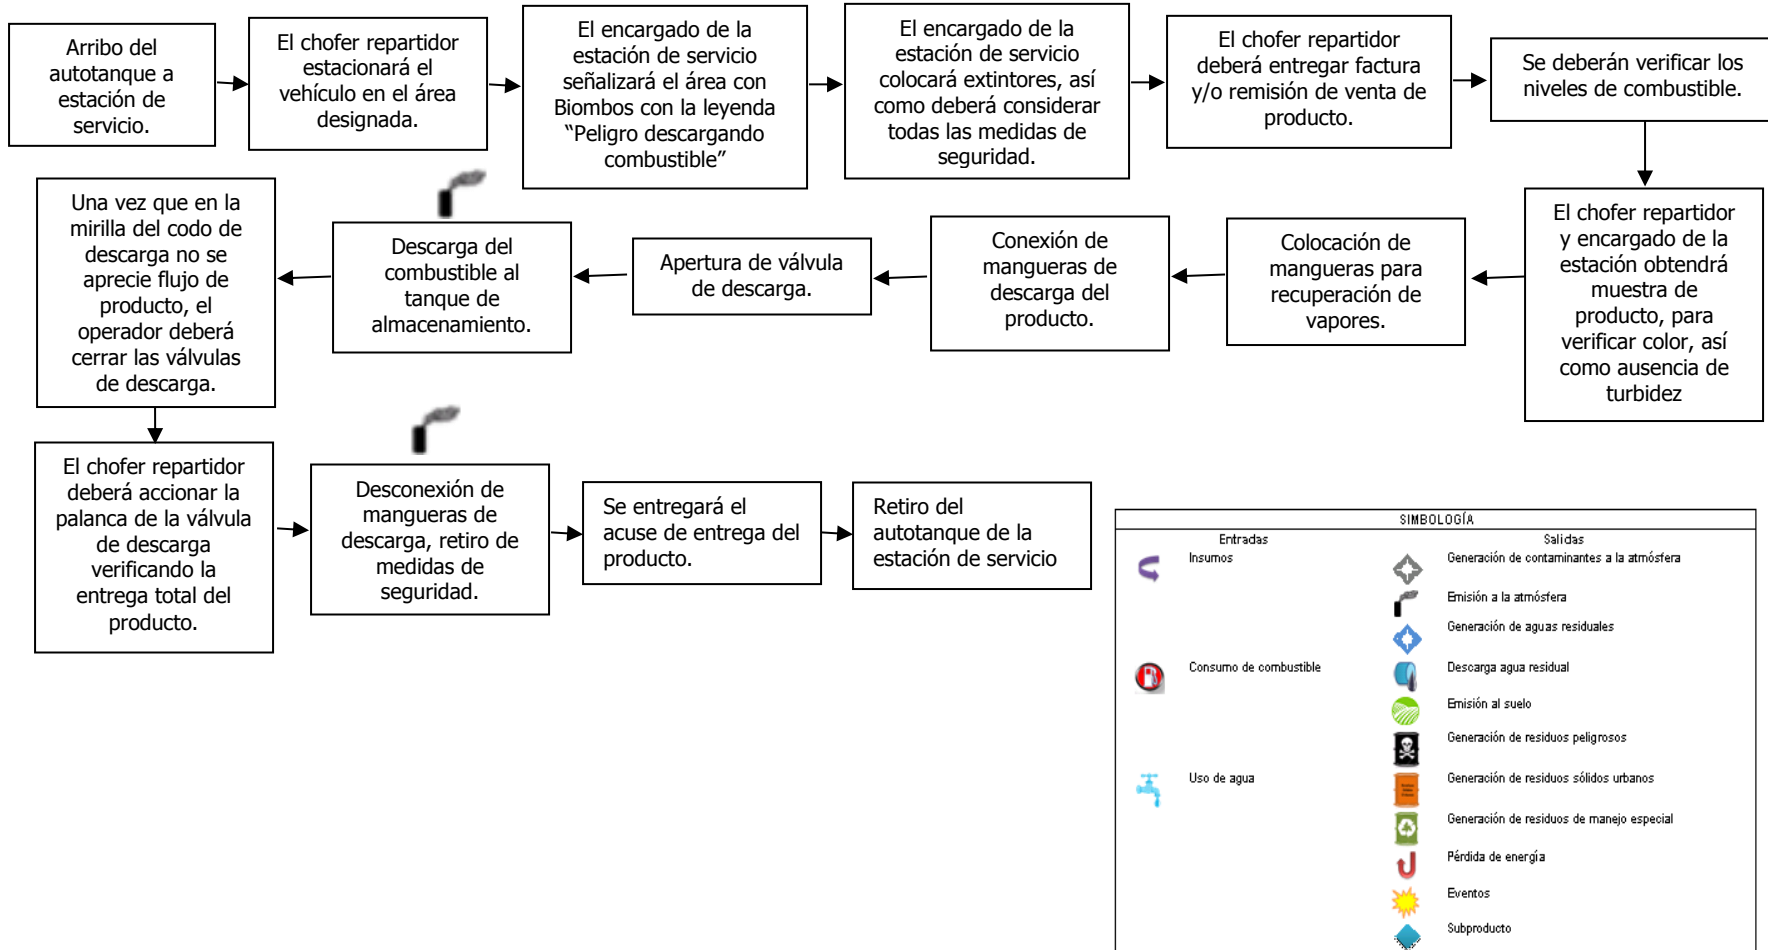 Arribo del
autotanque a
estación de
servicio.
El chofer repartidor
estacionará el
vehículo en el área
designada.
El encargado de la
estación de servicio
señalizará el área con
Biombos con la leyenda
“Peligro descargando
combustible”
El encargado de la
estación de servicio
colocará extintores, así
como deberá considerar
todas las medidas de
seguridad.
El chofer repartidor
deberá entregar factura
y/o remisión de venta de
producto.
Se deberán verificar los
niveles de combustible.
El chofer repartidor
y encargado de la
estación obtendrá
muestra de
producto, para
verificar color, así
como ausencia de
turbidez
Colocación de
mangueras para
recuperación de
vapores.
Conexión de
mangueras de
descarga del
producto.
Apertura de válvula
de descarga.
Descarga del
combustible al
tanque de
almacenamiento.
Una vez que en la
mirilla del codo de
descarga no se
aprecie flujo de
producto, el
operador deberá
cerrar las válvulas
de descarga.
El chofer repartidor
deberá accionar la
palanca de la válvula
de descarga
verificando la
entrega total del
producto.
Desconexión de
mangueras de
descarga, retiro de
medidas de
seguridad.
Se entregará el
acuse de entrega del
producto.
Retiro del
autotanque de la
estación de servicio
SIMBOLOGÍA
Entradas
Insumos
Consumo de combustible
Uso de agua
Salidas
Generación de contaminantes a la atmósfera
Emisión a la atmósfera
Generación de aguas residuales
Descarga agua residual
Emisión al suelo
Generación de residuos peligrosos
Generación de residuos sólidos urbanos
Generación de residuos de manejo especial
Pérdida de energía
Eventos
Subproducto